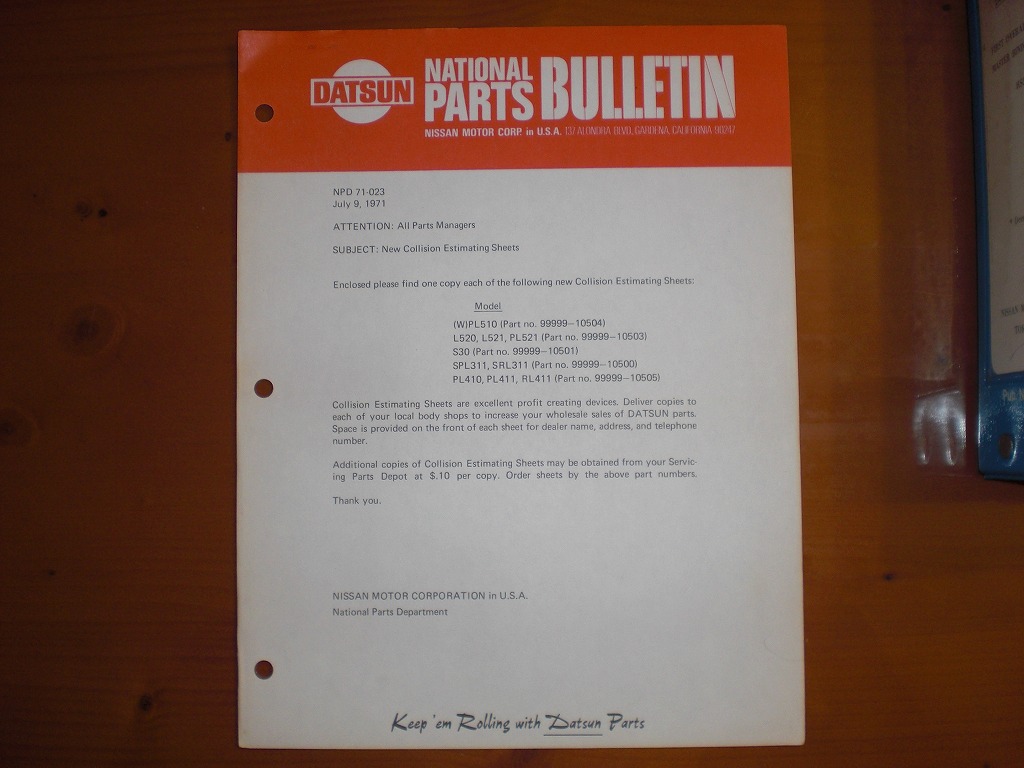 DATSUN
NATIONAL
PARTS BULLETIN
NISSAN MOTOR CORP. in U.S.A. 137 ALONDRA BLVD, GARDENA, CALIFORNIA 90247
NPD 71-023
July 9, 1971
ATTENTION: All Parts Managers
SUBJECT: New Collision Estimating Sheets
Enclosed please find one copy each of the following new Collision Estimating Sheets:
Model
(W)PL510 (Part no. 99999-10504)
L520, L521, PL521 (Part no. 99999-10503)
S30 (Part no. 99999-10501)
SPL311, SRL311 (Part no. 99999-10500)
PL410, PL411, RL411 (Part no. 99999-10505)
Collision Estimating Sheets are excellent profit creating devices. Deliver copies to
each of your local body shops to increase your wholesale sales of DATSUN parts.
Space is provided on the front of each sheet for dealer name, address, and telephone
number.
Additional copies of Collision Estimating Sheets may be obtained from your Servic-
ing Parts Depot at $.10 per copy. Order sheets by the above part numbers.
Thank you.
NISSAN MOTOR CORPORATION in U.S.A.
National Parts Department
Keep 'em Rolling with Datsun Parts